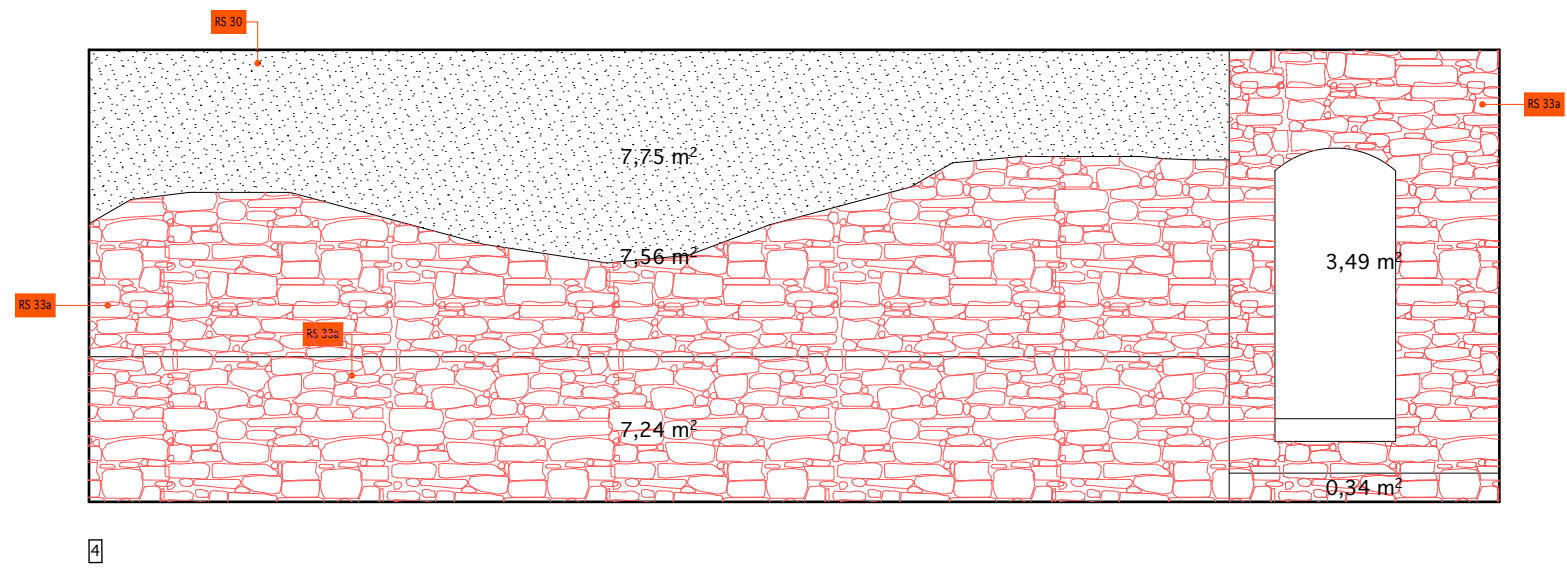 RS 30
RS 33a
7,75 m²
7,56 m²
3,49 m²
RS 33a
RS 33a
7,24 m²
0,34 m²
4